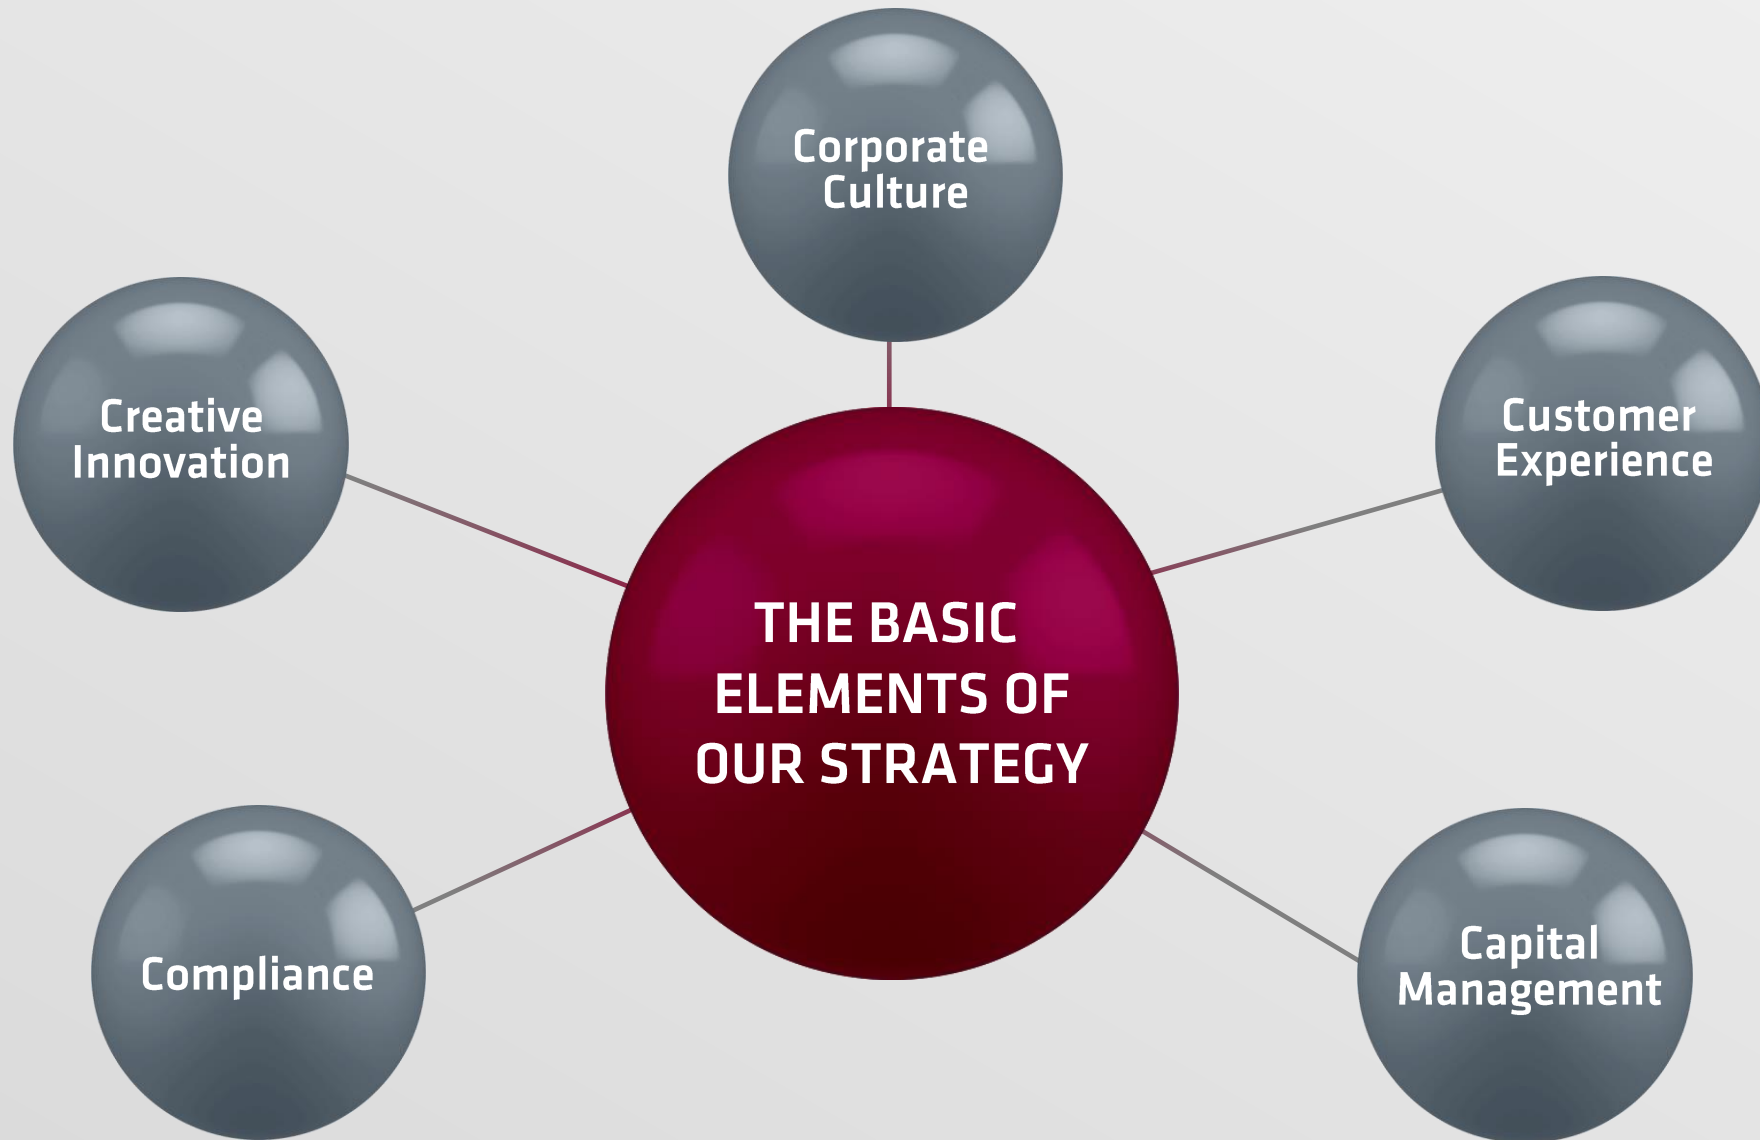 Corporate
Culture
Creative
Innovation
Customer
Experience
THE BASIC
ELEMENTS OF
OUR STRATEGY
Compliance
Capital
Management